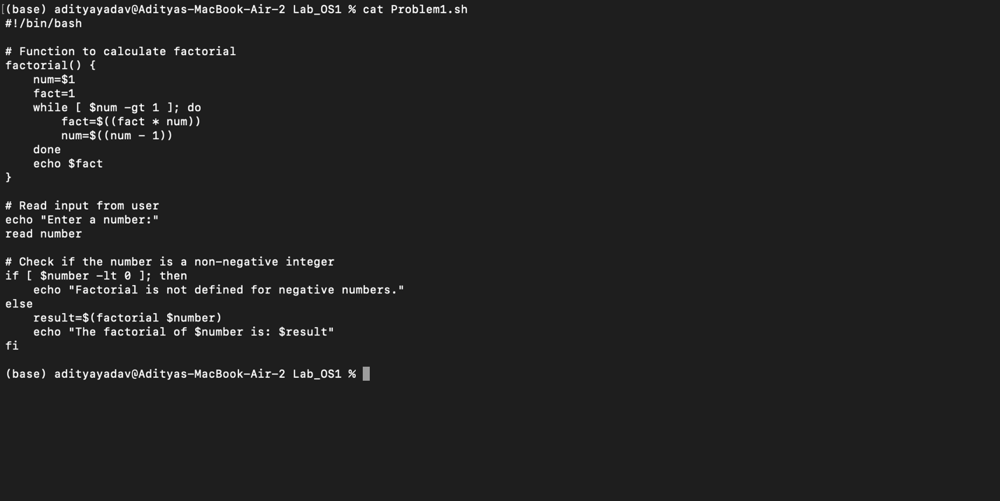 [(base) adityayadav@Adityas-MacBook-Air-2 Lab_OS1 % cat Problem1.sh
#!/bin/bash

# Function to calculate factorial
factorial() {
    num=$1
    fact=1
    while [ $num -gt 1 ]; do
        fact=$((fact * num))
        num=$((num - 1))
    done
    echo $fact
}

# Read input from user
echo "Enter a number:"
read number

# Check if the number is a non-negative integer
if [ $number -lt 0 ]; then
    echo "Factorial is not defined for negative numbers."
else
    result=$(factorial $number)
    echo "The factorial of $number is: $result"
fi

(base) adityayadav@Adityas-MacBook-Air-2 Lab_OS1 %